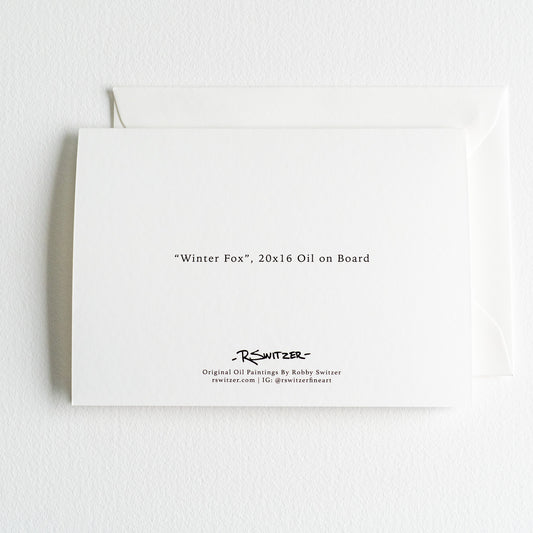 “Winter Fox”, 20x16 Oil on Board
-RSWITZER-
Original Oil Paintings By Robby Switzer
rswitzer.com | IG: @rswitzerfineart